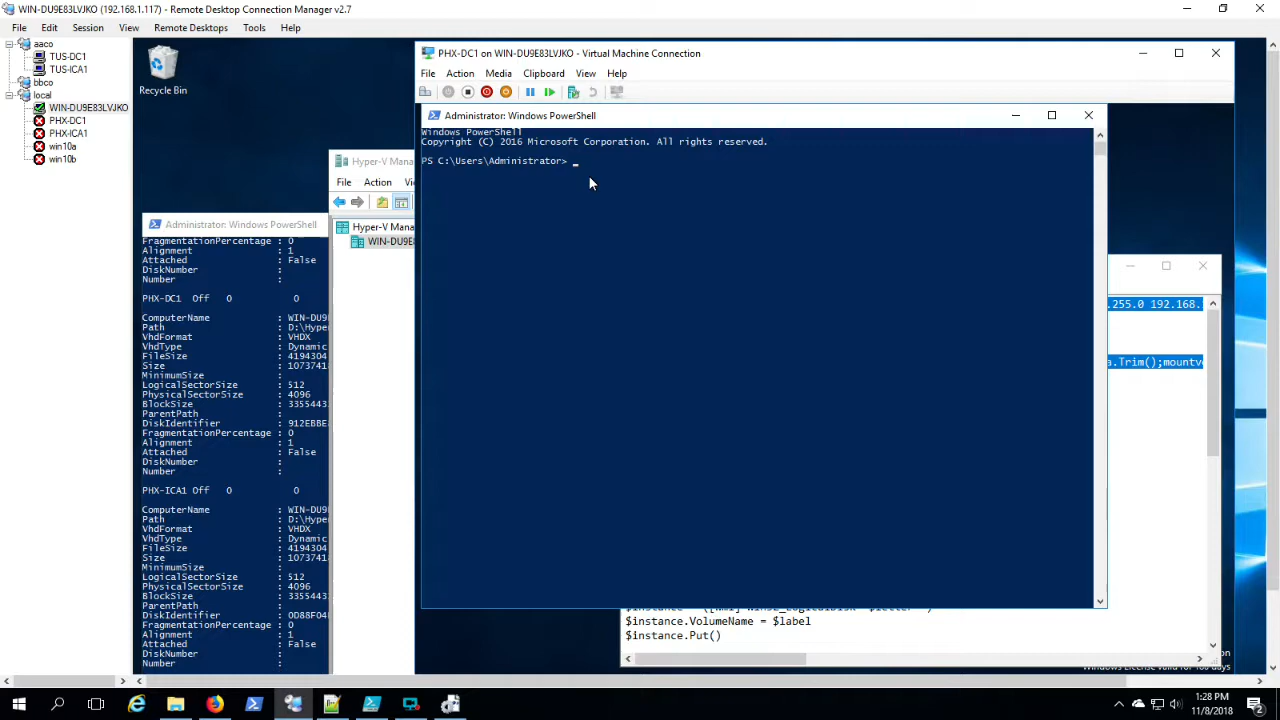 WIN-DU9E83LVJKO (192.168.1.117) - Remote Desktop Connection Manager v2.7
File Edit Session View Remote Desktops Tools Help
aaco
TUS-DC1
TUS-ICA1
bbco
local
WIN-DU9E83LVJKO
PHX-DC1
PHX-ICA1
win10a
win10b
Recycle Bin
PHX-DC1 on WIN-DU9E83LVJKO - Virtual Machine Connection
File Action Media Clipboard View Help
Administrator: Windows PowerShell
Windows PowerShell
Copyright (C) 2016 Microsoft Corporation. All rights reserved.
PS C:\Users\Administrator> _
Hyper-V Mana
File Action Vi
Hyper-V Mana
WIN-DU9E8
Administrator: Windows PowerShell
FragmentationPercentage : 0
Alignment : 1
Attached : False
DiskNumber :
Number :
PHX-DC1 Off 0 0
ComputerName : WIN-DU9
Path : D:\Hyper
VhdFormat : VHDX
VhdType : Dynamic
FileSize : 4194304
Size : 10737418
MinimumSize :
LogicalSectorSize : 512
PhysicalSectorSize : 4096
BlockSize : 3355443
ParentPath :
DiskIdentifier : 912EBBE
FragmentationPercentage : 0
Alignment : 1
Attached : False
DiskNumber :
Number :
PHX-ICA1 Off 0 0
ComputerName : WIN-DU9
Path : D:\Hyper
VhdFormat : VHDX
VhdType : Dynamic
FileSize : 4194304
Size : 10737418
MinimumSize :
LogicalSectorSize : 512
PhysicalSectorSize : 4096
BlockSize : 3355443
ParentPath :
DiskIdentifier : 0D88F04
FragmentationPercentage : 0
Alignment : 1
Attached : False
DiskNumber :
Number :
.255.0 192.168.
a.Trim();mountv
$instance.VolumeName = $label
$instance.Put()
1:28 PM
11/8/2018
2